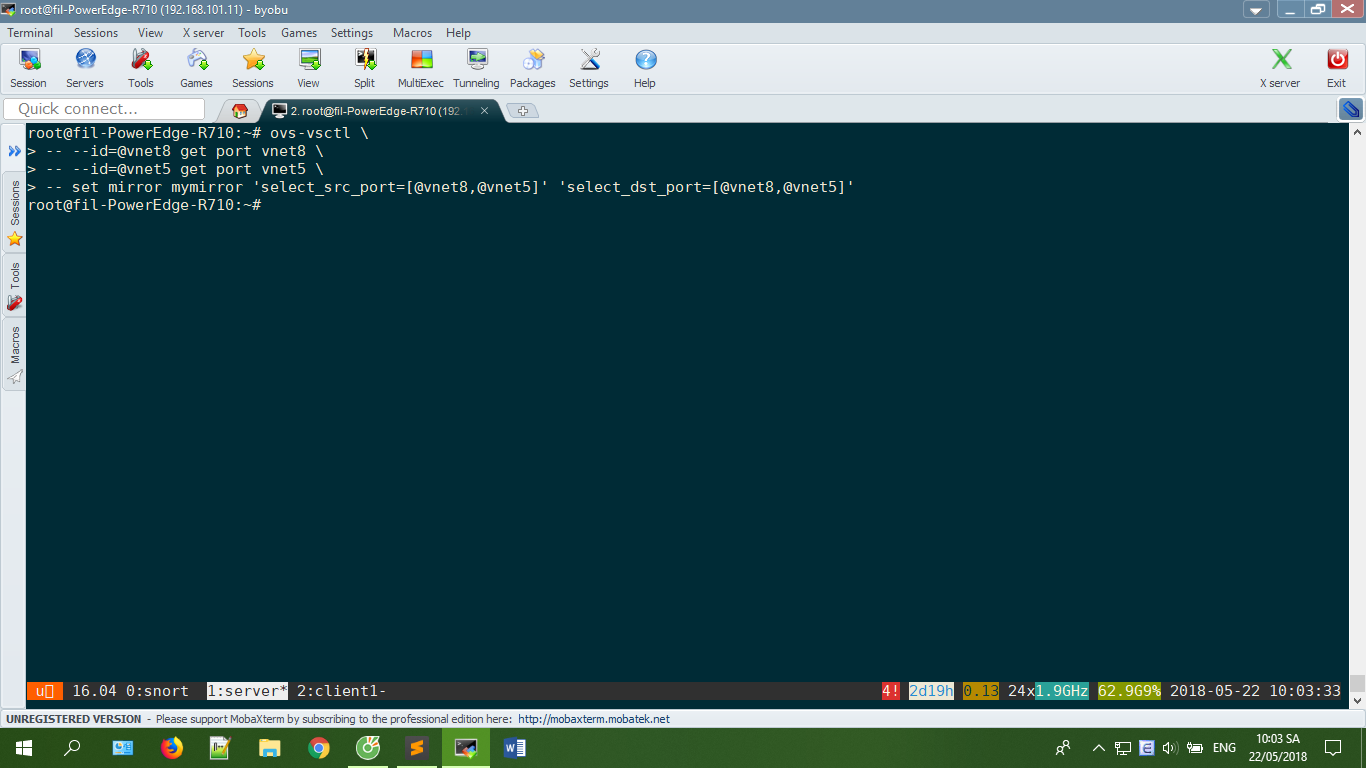 root@fil-PowerEdge-R710 (192.168.101.11) - byobu
Terminal Sessions View X server Tools Games Settings Macros Help
Session Servers Tools Games Sessions View Split MultiExec Tunneling Packages Settings Help X server Exit
Quick connect...
2. root@fil-PowerEdge-R710 (192.
root@fil-PowerEdge-R710:~# ovs-vsctl \
> -- --id=@vnet8 get port vnet8 \
> -- --id=@vnet5 get port vnet5 \
> -- set mirror mymirror 'select_src_port=[@vnet8,@vnet5]' 'select_dst_port=[@vnet8,@vnet5]'
root@fil-PowerEdge-R710:~#
Sessions
Tools
Macros
u 16.04 0:snort 1:server* 2:client1- 4! 2d19h 0.13 24x1.9GHz 62.9G9% 2018-05-22 10:03:33
UNREGISTERED VERSION - Please support MobaXterm by subscribing to the professional edition here: http://mobaxterm.mobatek.net
ENG
10:03 SA
22/05/2018